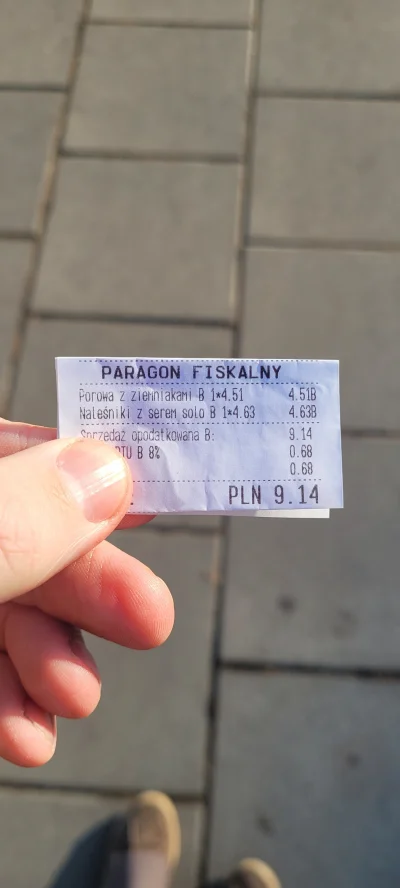 PARAGON FISKALNY
Porowa z ziemniakami B 1*4.51 4.51B
Naleśniki z serem solo B 1*4.63 4.63B
Sprzedaż opodatkowana B: 9.14
B 8% 0.68
0.68
PLN 9.14